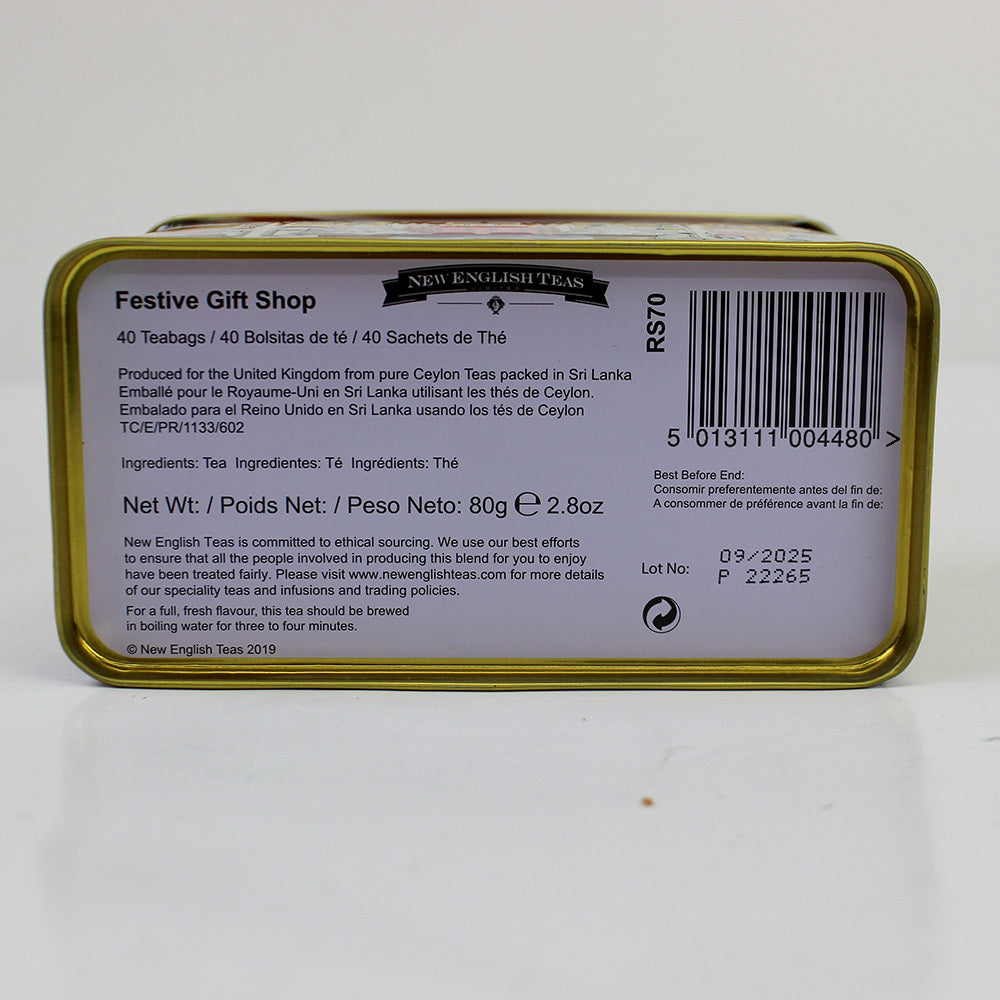 NEW ENGLISH TEAS
Festive Gift Shop
40 Teabags / 40 Bolsitas de té / 40 Sachets de Thé
Produced for the United Kingdom from pure Ceylon Teas packed in Sri Lanka
Emballé pour le Royaume-Uni en Sri Lanka utilisant les thés de Ceylon.
Embalado para el Reino Unido en Sri Lanka usando los tés de Ceylon
TC/E/PR/1133/602
Ingredients: Tea Ingredientes: Té Ingrédients: Thé
Net Wt: / Poids Net: / Peso Neto: 80g ℮ 2.8oz
New English Teas is committed to ethical sourcing. We use our best efforts
to ensure that all the people involved in producing this blend for you to enjoy
have been treated fairly. Please visit www.newenglishteas.com for more details
of our speciality teas and infusions and trading policies.
For a full, fresh flavour, this tea should be brewed
in boiling water for three to four minutes.
© New English Teas 2019
RS70
5 013111 004480 >
Best Before End:
Consomir preferentemente antes del fin de:
A consommer de préférence avant la fin de:
09/2025
Lot No: P 22265